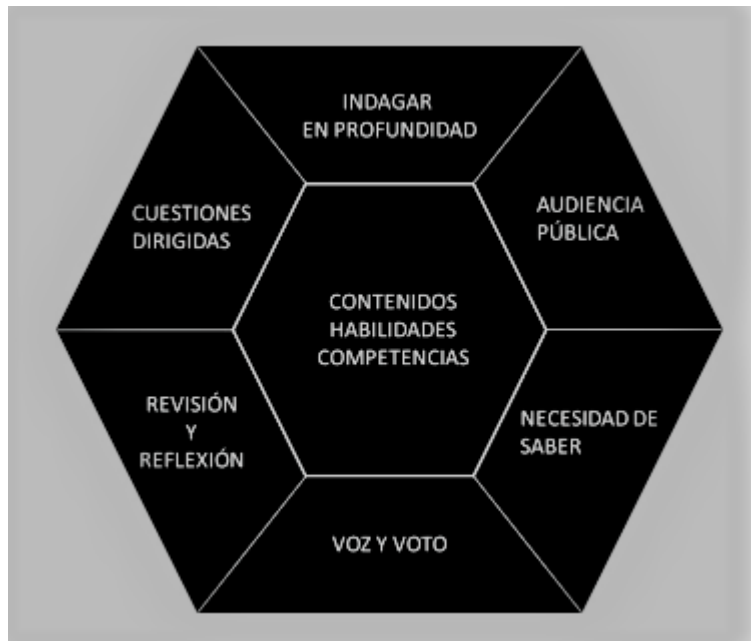 INDAGAR
EN PROFUNDIDAD
CUESTIONES
DIRIGIDAS
AUDIENCIA
PÚBLICA
CONTENIDOS
HABILIDADES
COMPETENCIAS
REVISIÓN
Y
REFLEXIÓN
NECESIDAD DE
SABER
VOZ Y VOTO